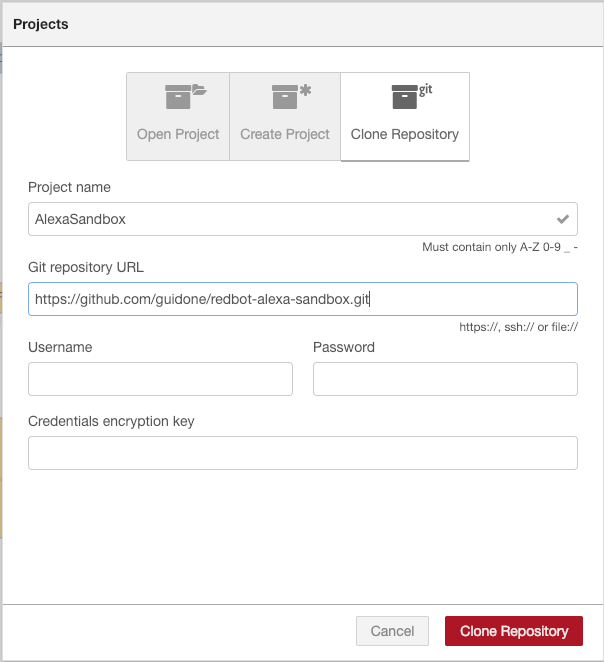 Projects
git
Open Project
Create Project
Clone Repository
Project name
AlexaSandbox
Must contain only A-Z 0-9 _ -
Git repository URL
https://github.com/guidone/redbot-alexa-sandbox.git
https://, ssh:// or file://
Username
Password
Credentials encryption key
Cancel
Clone Repository